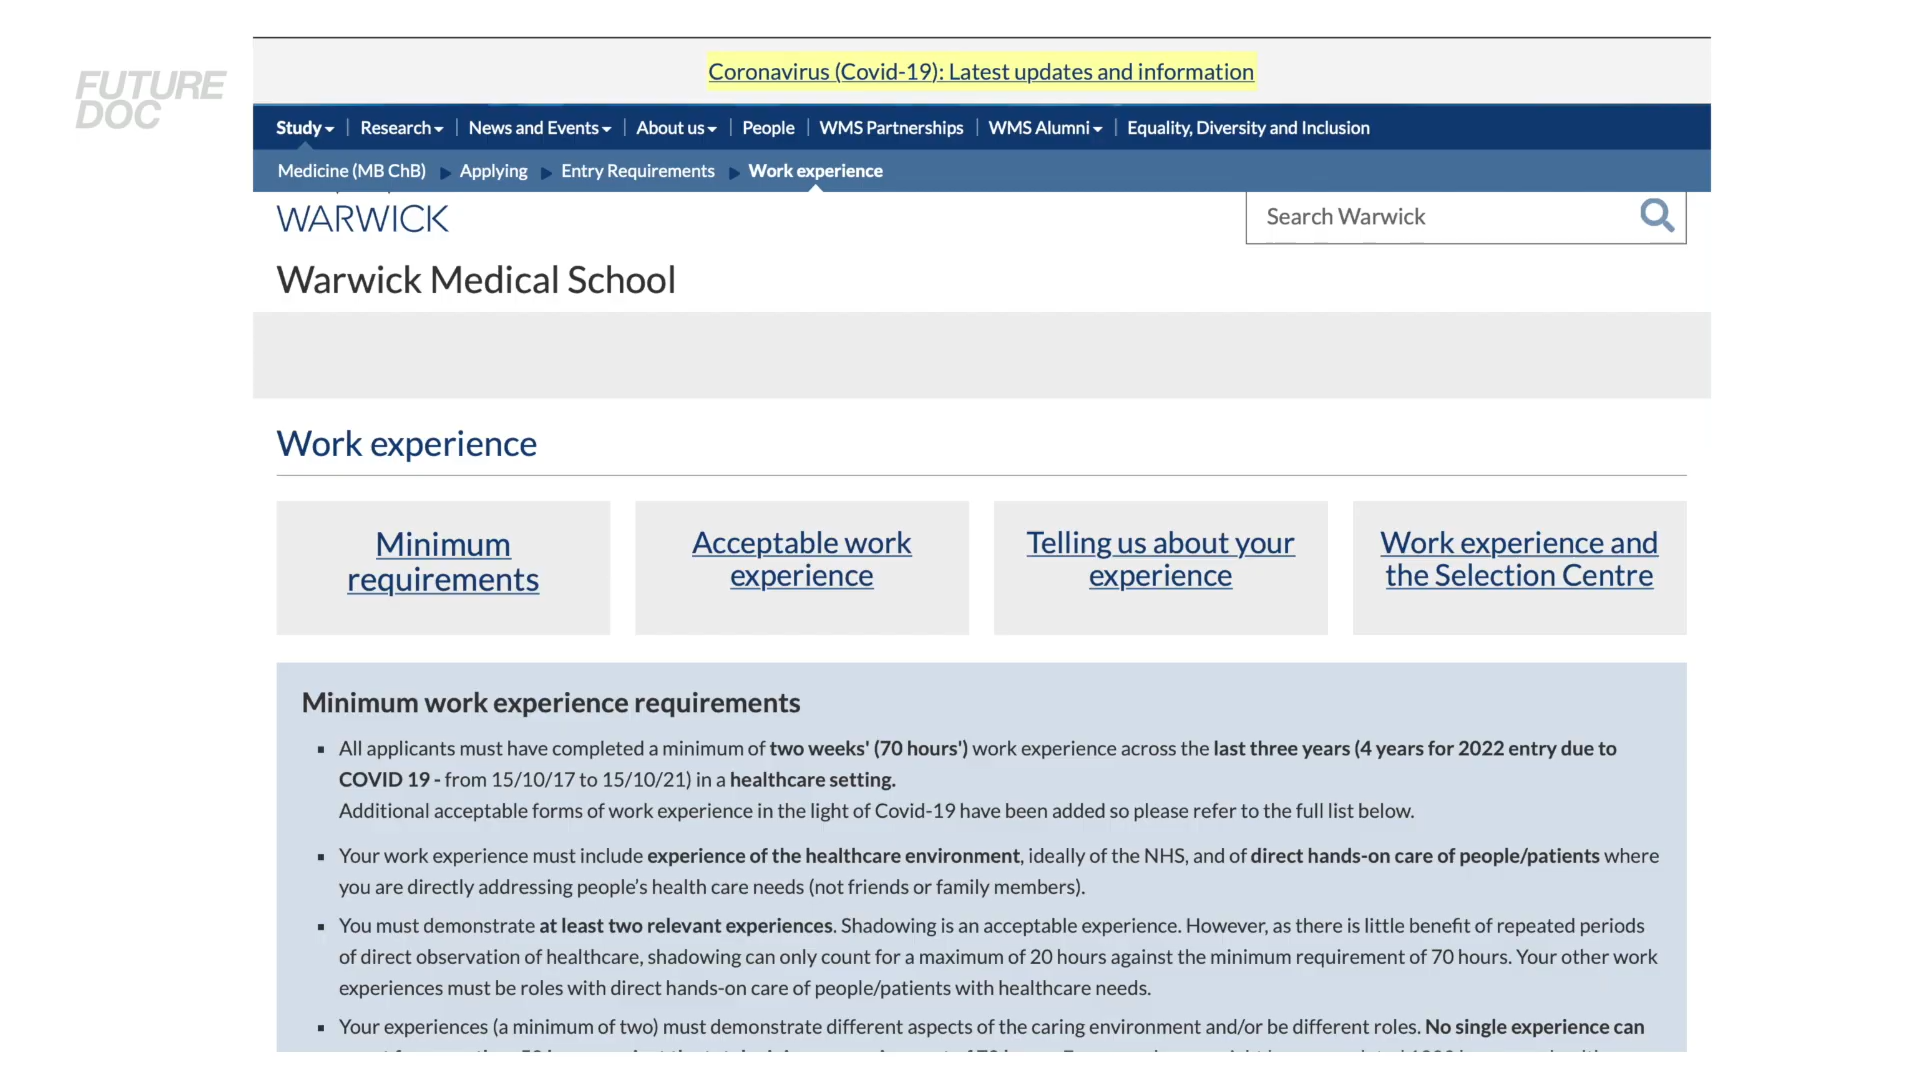 FUTURE
DOC
Coronavirus (Covid-19): Latest updates and information
Study Research News and Events About us People WMS Partnerships WMS Alumni Equality, Diversity and Inclusion
Medicine (MB ChB) Applying Entry Requirements Work experience
WARWICK
Search Warwick
Warwick Medical School
Work experience
Minimum
requirements
Acceptable work
experience
Telling us about your
experience
Work experience and
the Selection Centre
Minimum work experience requirements
▪ All applicants must have completed a minimum of two weeks' (70 hours') work experience across the last three years (4 years for 2022 entry due to
COVID 19 - from 15/10/17 to 15/10/21) in a healthcare setting.
Additional acceptable forms of work experience in the light of Covid-19 have been added so please refer to the full list below.
▪ Your work experience must include experience of the healthcare environment, ideally of the NHS, and of direct hands-on care of people/patients where
you are directly addressing people’s health care needs (not friends or family members).
▪ You must demonstrate at least two relevant experiences. Shadowing is an acceptable experience. However, as there is little benefit of repeated periods
of direct observation of healthcare, shadowing can only count for a maximum of 20 hours against the minimum requirement of 70 hours. Your other work
experiences must be roles with direct hands-on care of people/patients with healthcare needs.
▪ Your experiences (a minimum of two) must demonstrate different aspects of the caring environment and/or be different roles. No single experience can